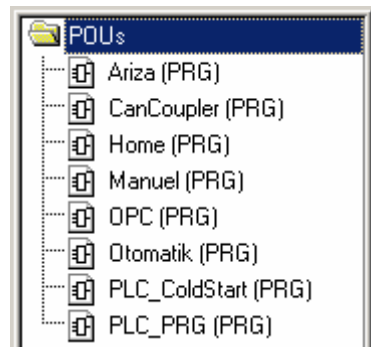 POUs
Ariza (PRG)
CanCoupler (PRG)
Home (PRG)
Manuel (PRG)
OPC (PRG)
Otomatik (PRG)
PLC_ColdStart (PRG)
PLC_PRG (PRG)